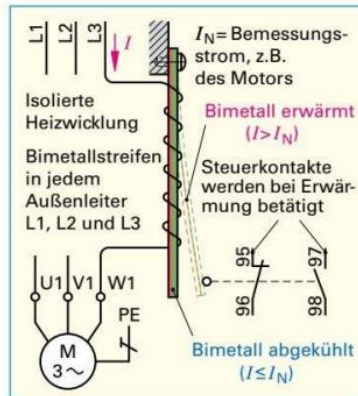 L1
L2
L3
I
I_N = Bemessungs-
strom, z.B.
des Motors
Isolierte
Heizwicklung
Bimetall erwärmt
(I>I_N)
Bimetallstreifen
in jedem
Außenleiter
L1, L2 und L3
Steuerkontakte
werden bei Erwär-
mung betätigt
95
97
96
98
U1
V1
W1
PE
M
3~
Bimetall abgekühlt
(I≤I_N)